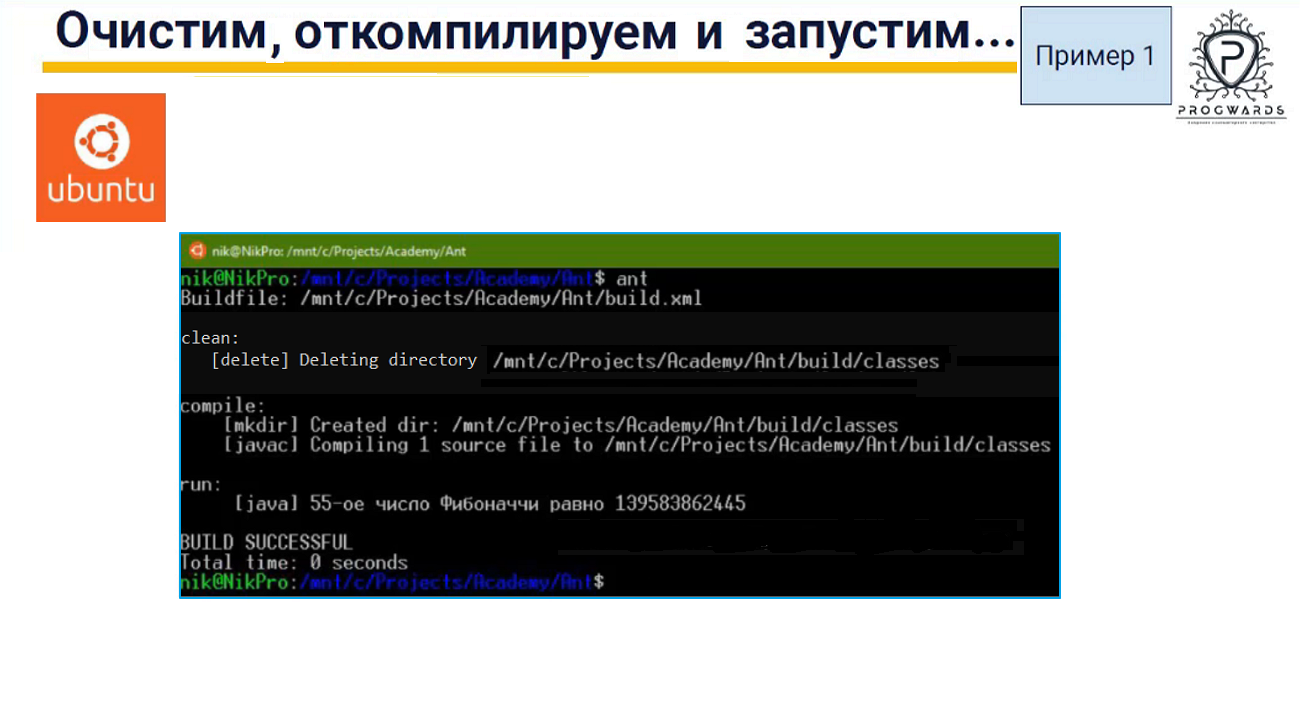 Очистим, откомпилируем и запустим...
Пример 1
PROGWARDS
ubuntu
nik@NikPro: /mnt/c/Projects/Academy/Ant
nik@NikPro:/mnt/c/Projects/Academy/Ant$ ant
Buildfile: /mnt/c/Projects/Academy/Ant/build.xml
clean:
[delete] Deleting directory /mnt/c/Projects/Academy/Ant/build/classes
compile:
[mkdir] Created dir: /mnt/c/Projects/Academy/Ant/build/classes
[javac] Compiling 1 source file to /mnt/c/Projects/Academy/Ant/build/classes
run:
[java] 55-ое число Фибоначчи равно 139583862445
BUILD SUCCESSFUL
Total time: 0 seconds
nik@NikPro:/mnt/c/Projects/Academy/Ant$